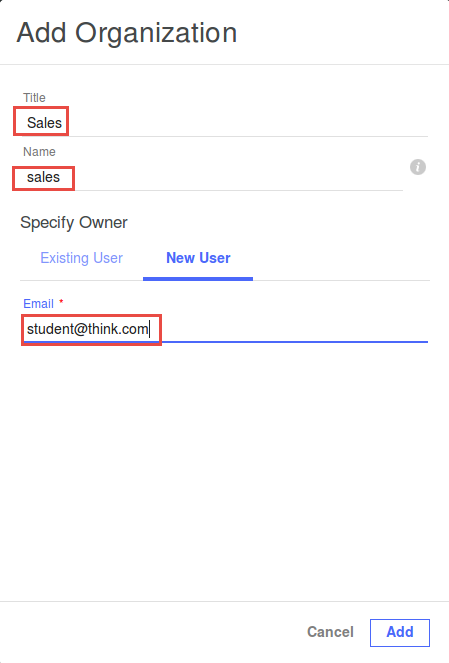 Add Organization
Title
Sales
Name
sales
i
Specify Owner
Existing User New User
Email *
student@think.com
Cancel Add